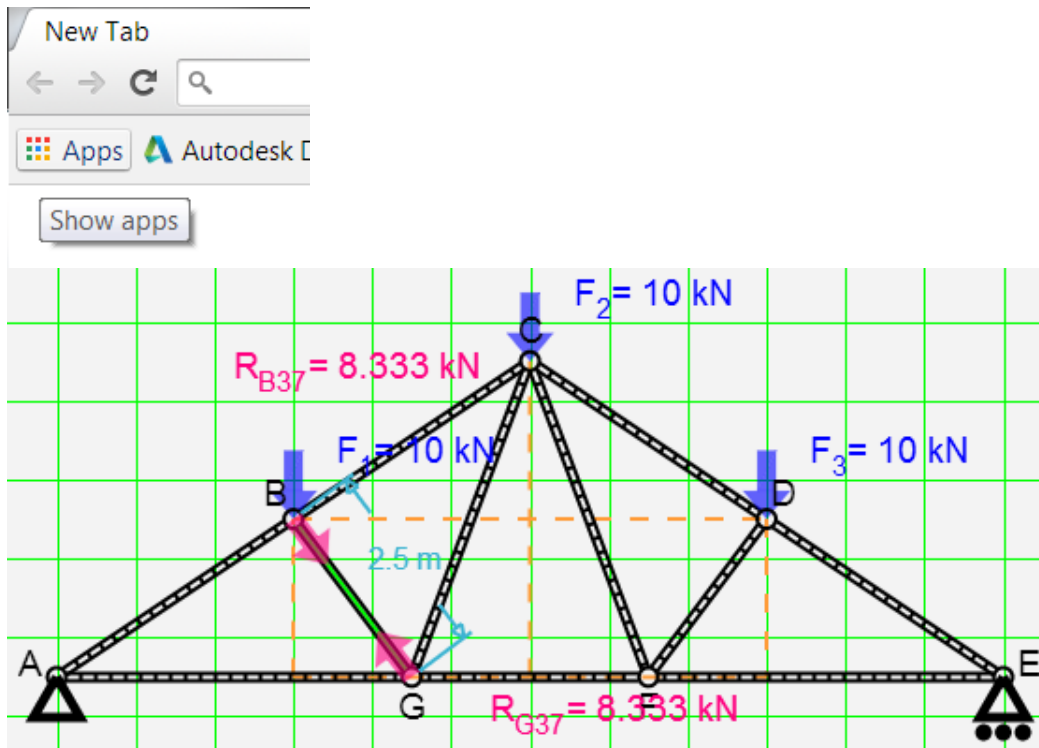 New Tab
Apps Autodesk D
Show apps
F2= 10 kN
C
RB37= 8.333 kN
F1= 10 kN
F3= 10 kN
B
D
2.5 m
A
E
G
F
RG37= 8.333 kN